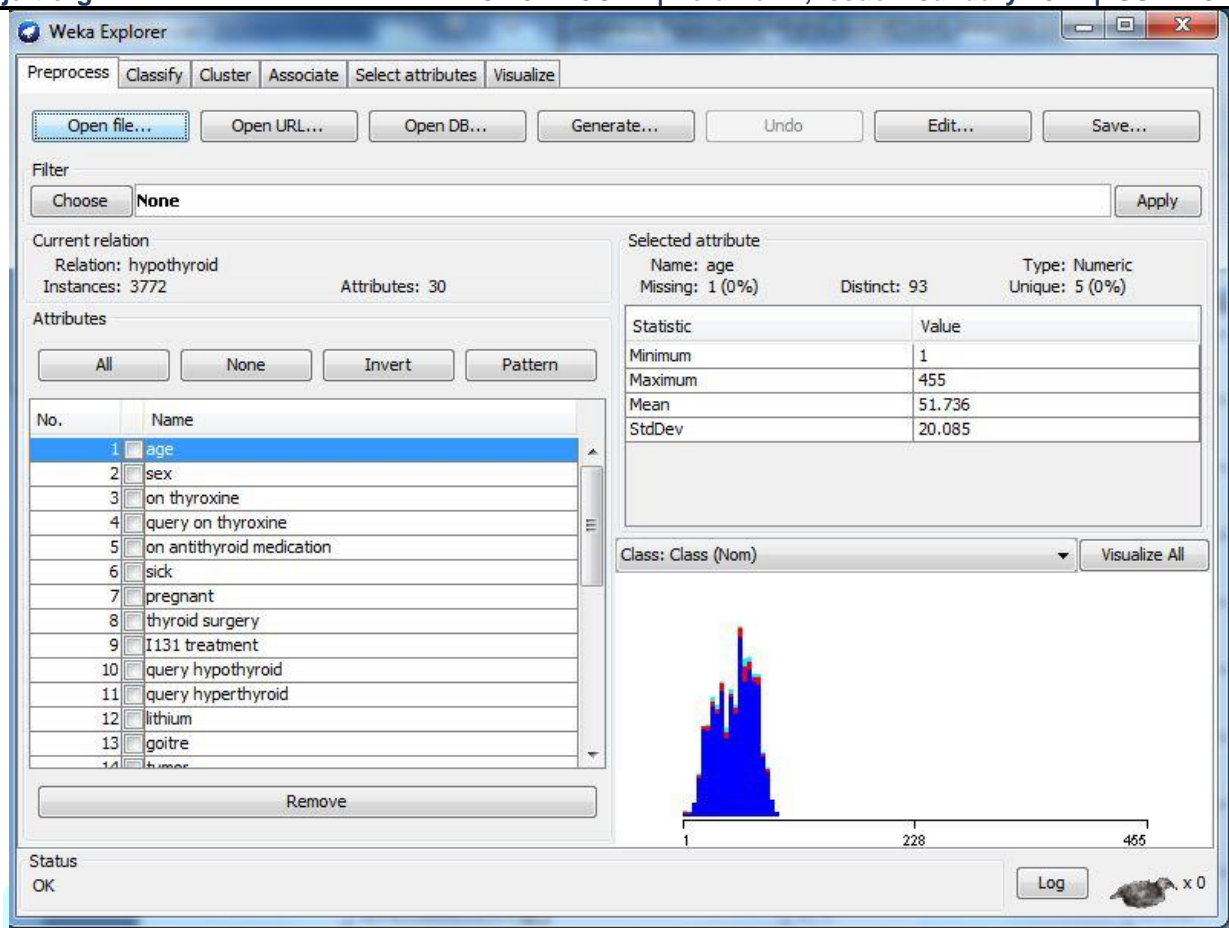 Weka Explorer
Preprocess Classify Cluster Associate Select attributes Visualize
Open file... Open URL... Open DB... Generate... Undo Edit... Save...
Filter
Choose None Apply
Current relation
Relation: hypothyroid
Instances: 3772 Attributes: 30
Selected attribute
Name: age Type: Numeric
Missing: 1 (0%) Distinct: 93 Unique: 5 (0%)
Attributes
All None Invert Pattern
No. Name
1 age
2 sex
3 on thyroxine
4 query on thyroxine
5 on antithyroid medication
6 sick
7 pregnant
8 thyroid surgery
9 I131 treatment
10 query hypothyroid
11 query hyperthyroid
12 lithium
13 goitre
14 tumor
Remove
Statistic Value
Minimum 1
Maximum 455
Mean 51.736
StdDev 20.085
Class: Class (Nom) Visualize All
1 228 455
Status
OK
Log x 0